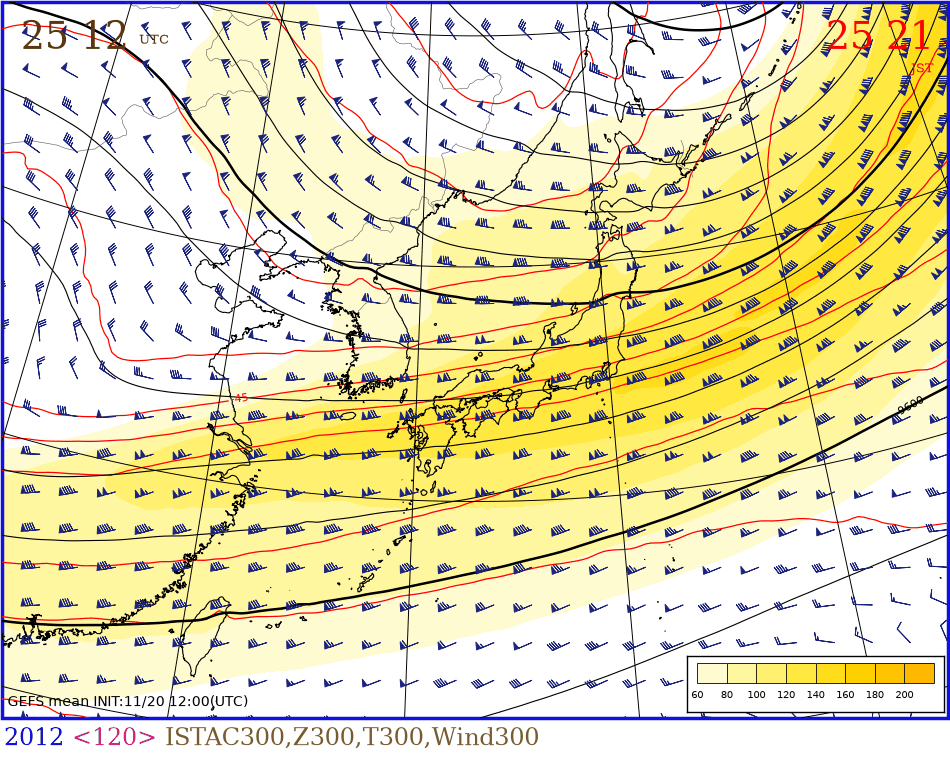 25 12 UTC
25 21
JST
-45
9600
60 80 100 120 140 160 180 200
GEFS mean INIT:11/20 12:00(UTC)
2012 <120> ISTAC300,Z300,T300,Wind300